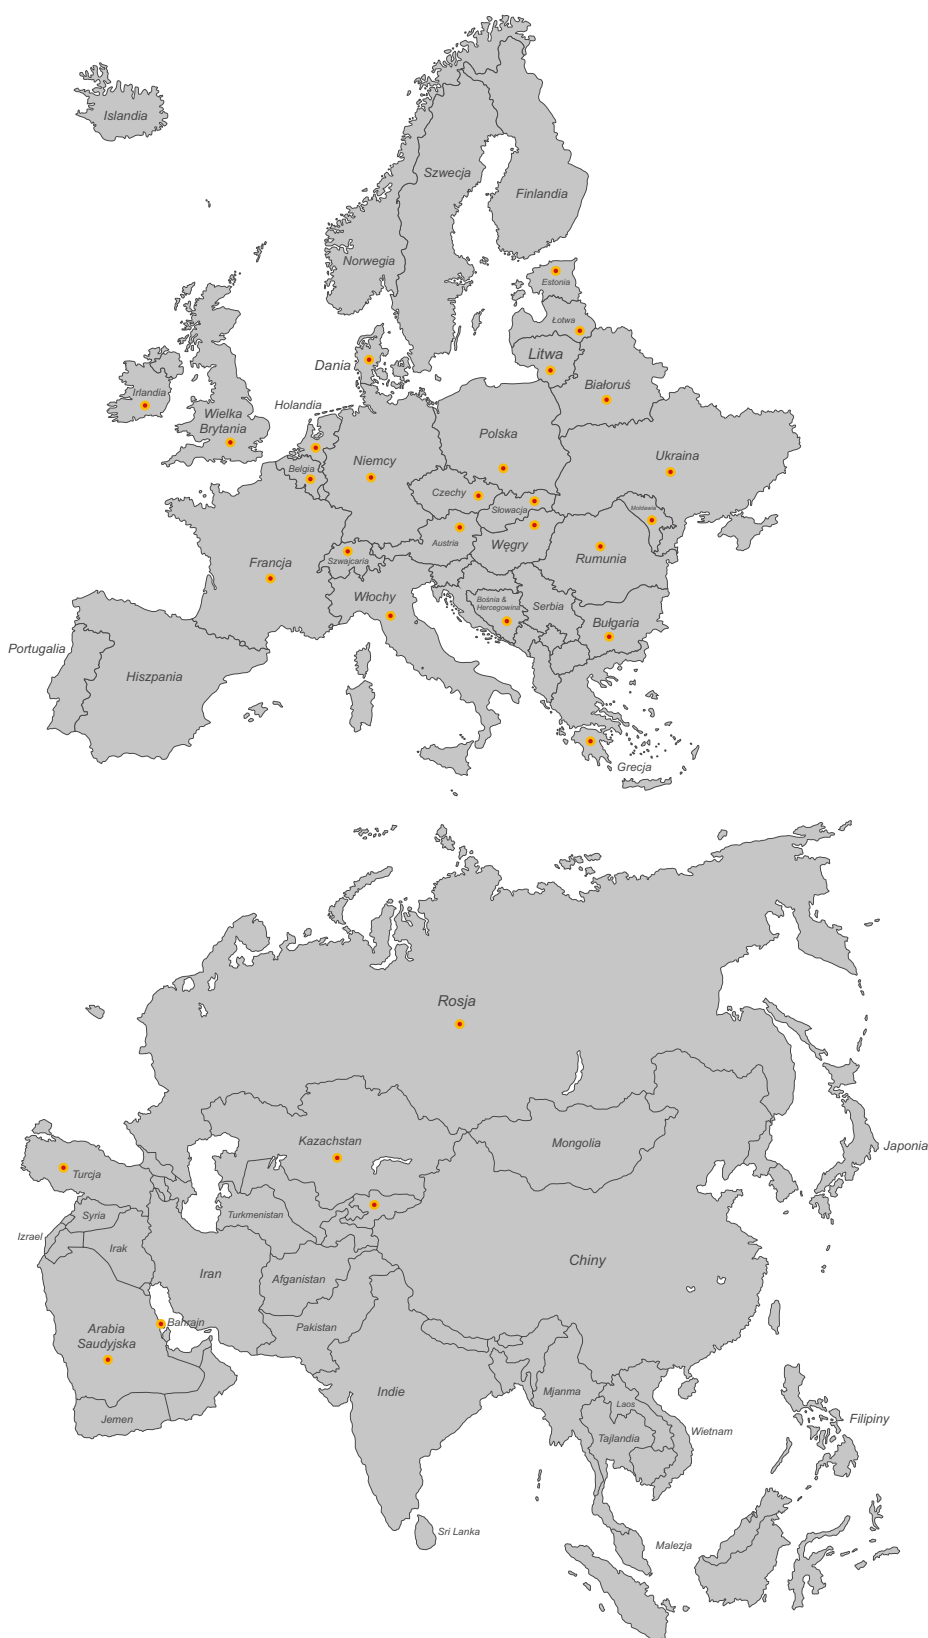 Islandia
Szwecja
Finlandia
Norwegia
Estonia
Łotwa
Litwa
Dania
Białoruś
Irlandia
Holandia
Wielka
Brytania
Polska
Ukraina
Niemcy
Belgia
Czechy
Słowacja
Mołdawia
Austria
Węgry
Rumunia
Francja
Szwajcaria
Włochy
Bośnia &
Hercegowina
Serbia
Bułgaria
Portugalia
Hiszpania
Grecja
Rosja
Kazachstan
Mongolia
Japonia
Turcja
Syria
Turkmenistan
Izrael
Irak
Iran
Afganistan
Chiny
Bahrajn
Arabia
Saudyjska
Pakistan
Indie
Mjanma
Laos
Jemen
Tajlandia
Wietnam
Filipiny
Sri Lanka
Malezja